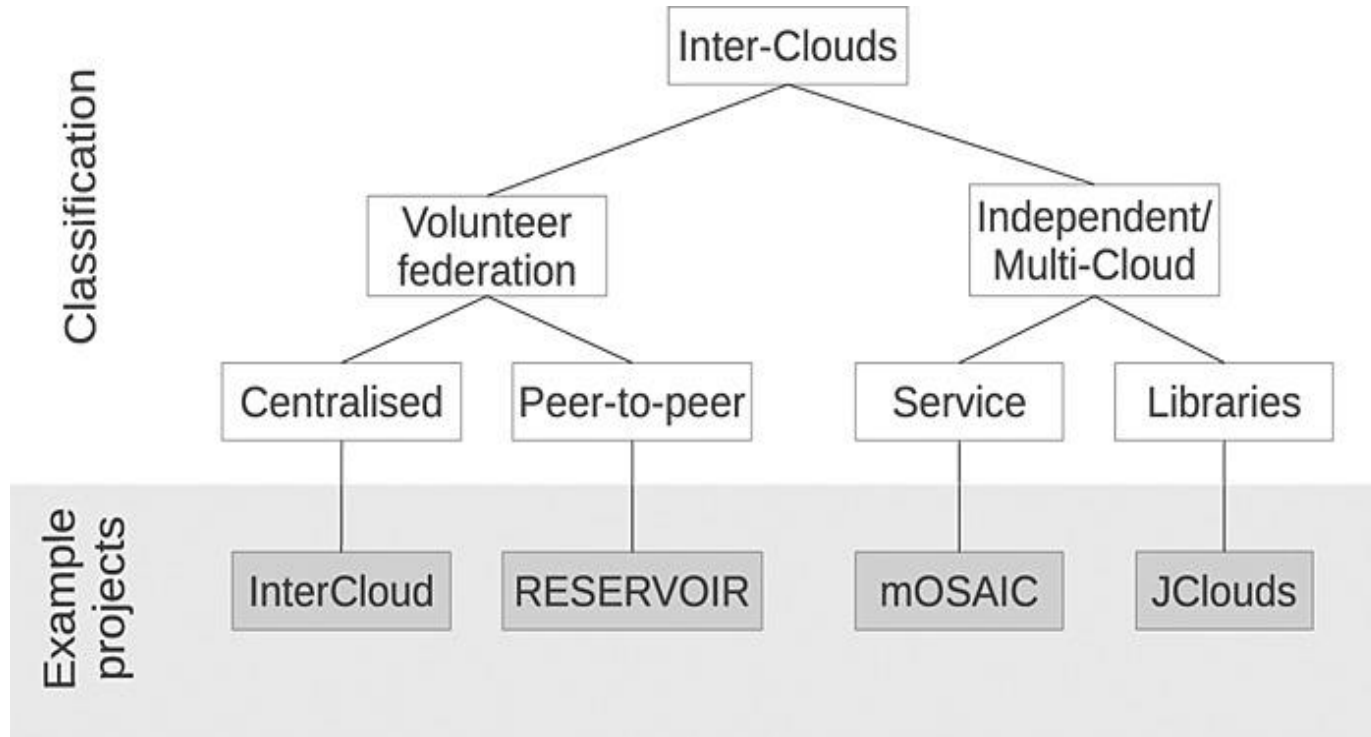 Classification
Inter-Clouds
Volunteer
federation
Independent/
Multi-Cloud
Centralised
Peer-to-peer
Service
Libraries
Example
projects
InterCloud
RESERVOIR
mOSAIC
JClouds